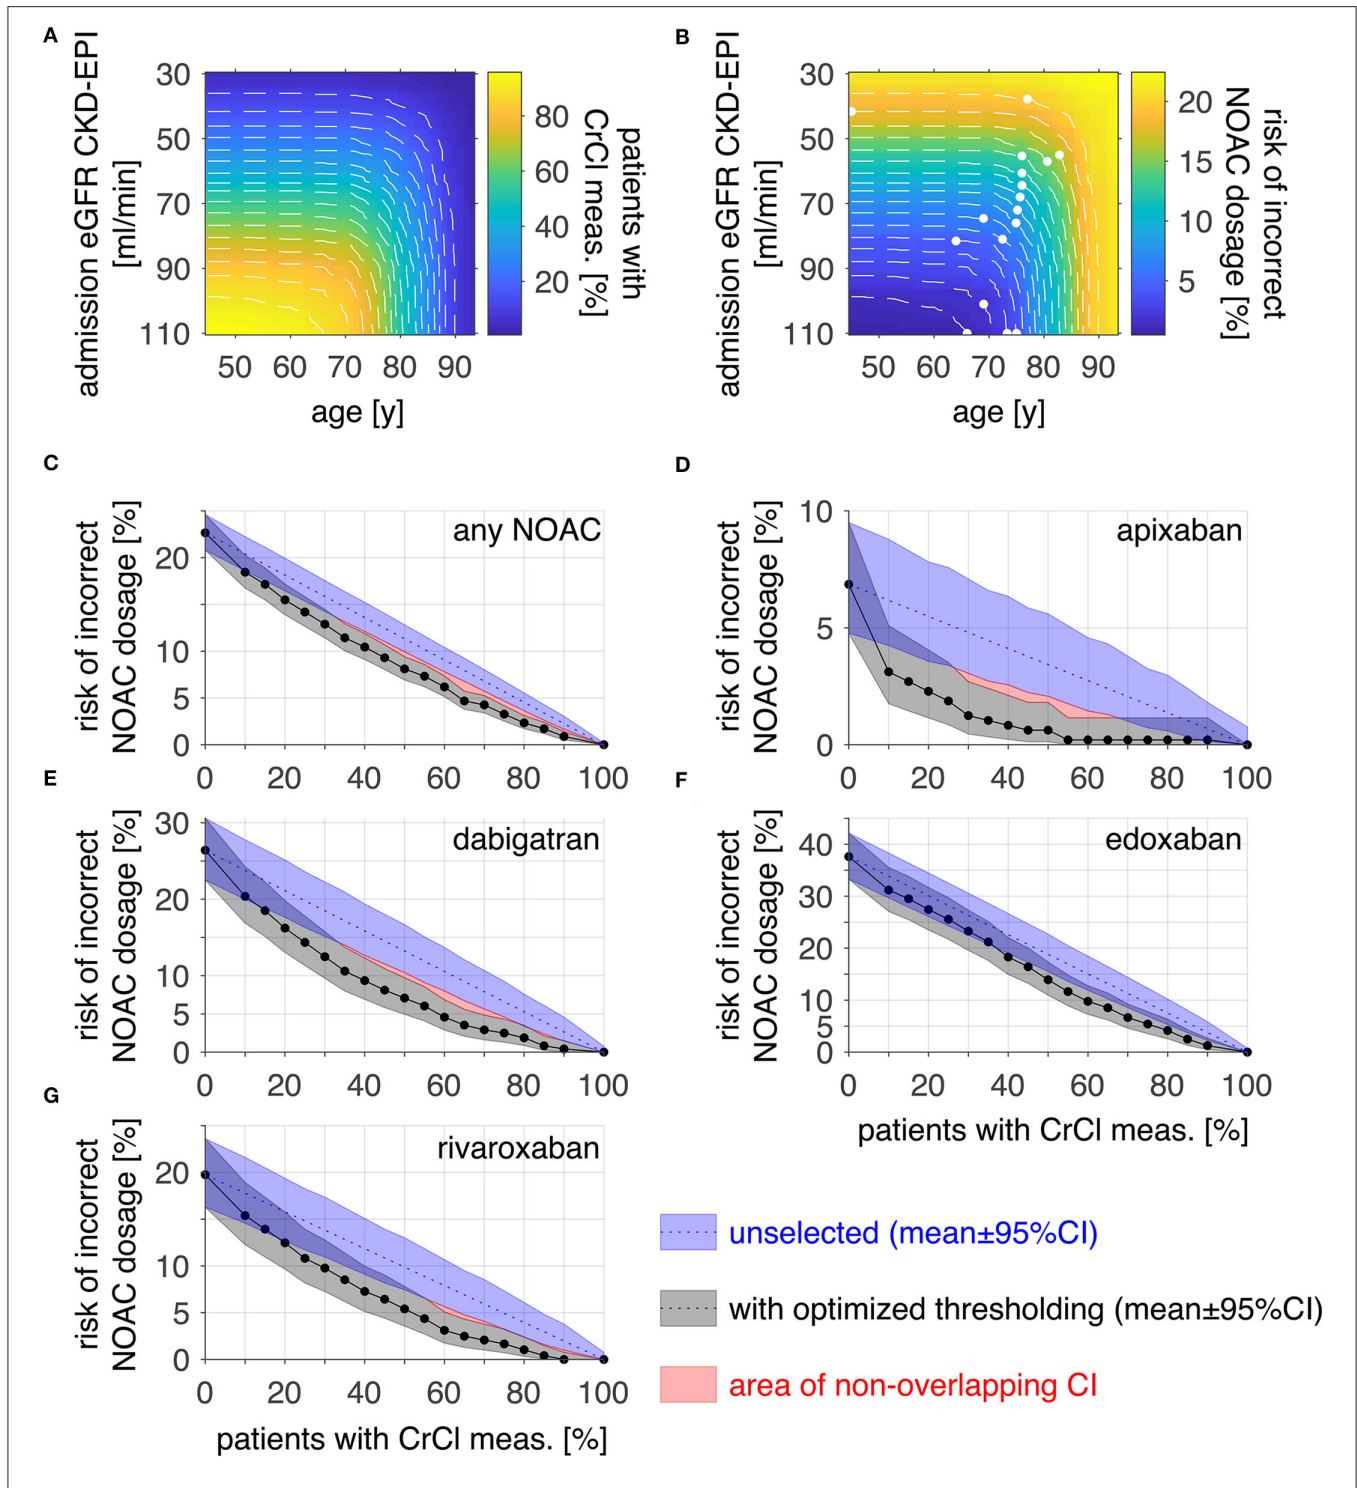 A
admission eGFR CKD-EPI
[ml/min]
30
50
70
90
110
50 60 70 80 90
age [y]
80
60
40
20
patients with
CrCl meas. [%]
B
admission eGFR CKD-EPI
[ml/min]
30
50
70
90
110
50 60 70 80 90
age [y]
20
15
10
5
risk of incorrect
NOAC dosage [%]
C
risk of incorrect
NOAC dosage [%]
any NOAC
20
10
5
0
0 20 40 60 80 100
D
risk of incorrect
NOAC dosage [%]
apixaban
10
5
0
0 20 40 60 80 100
E
risk of incorrect
NOAC dosage [%]
dabigatran
30
20
10
5
0
0 20 40 60 80 100
F
risk of incorrect
NOAC dosage [%]
edoxaban
40
30
20
10
5
0
0 20 40 60 80 100
patients with CrCl meas. [%]
G
risk of incorrect
NOAC dosage [%]
rivaroxaban
20
10
5
0
0 20 40 60 80 100
patients with CrCl meas. [%]
unselected (mean±95%CI)
with optimized thresholding (mean±95%CI)
area of non-overlapping CI